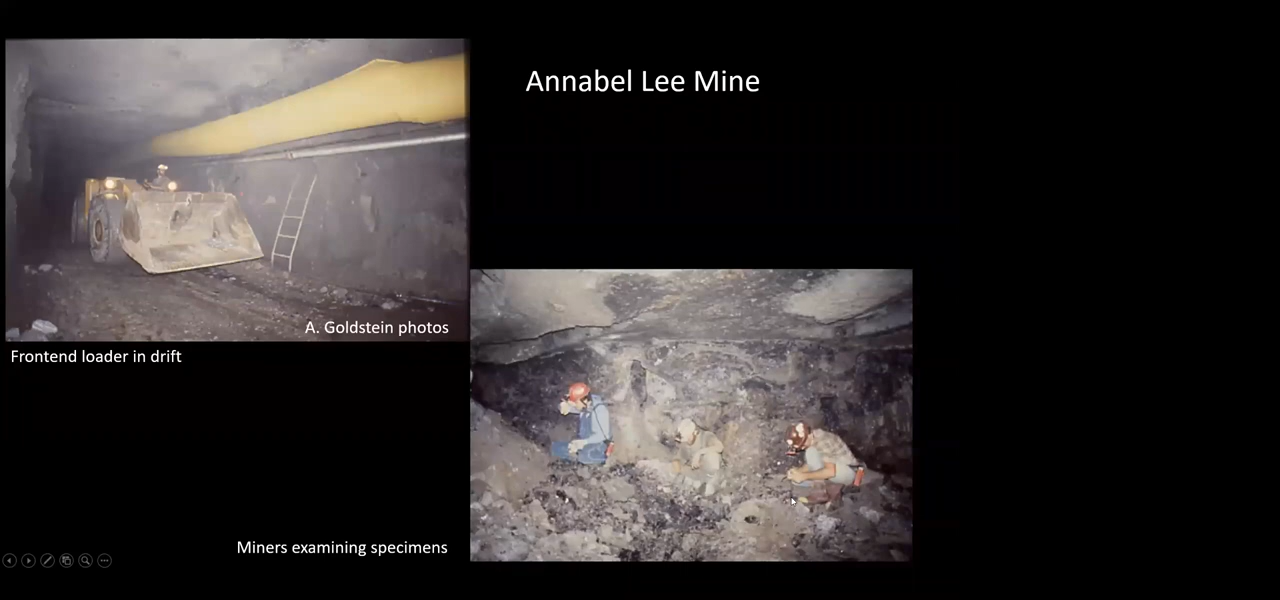 Annabel Lee Mine
A. Goldstein photos
Frontend loader in drift
Miners examining specimens